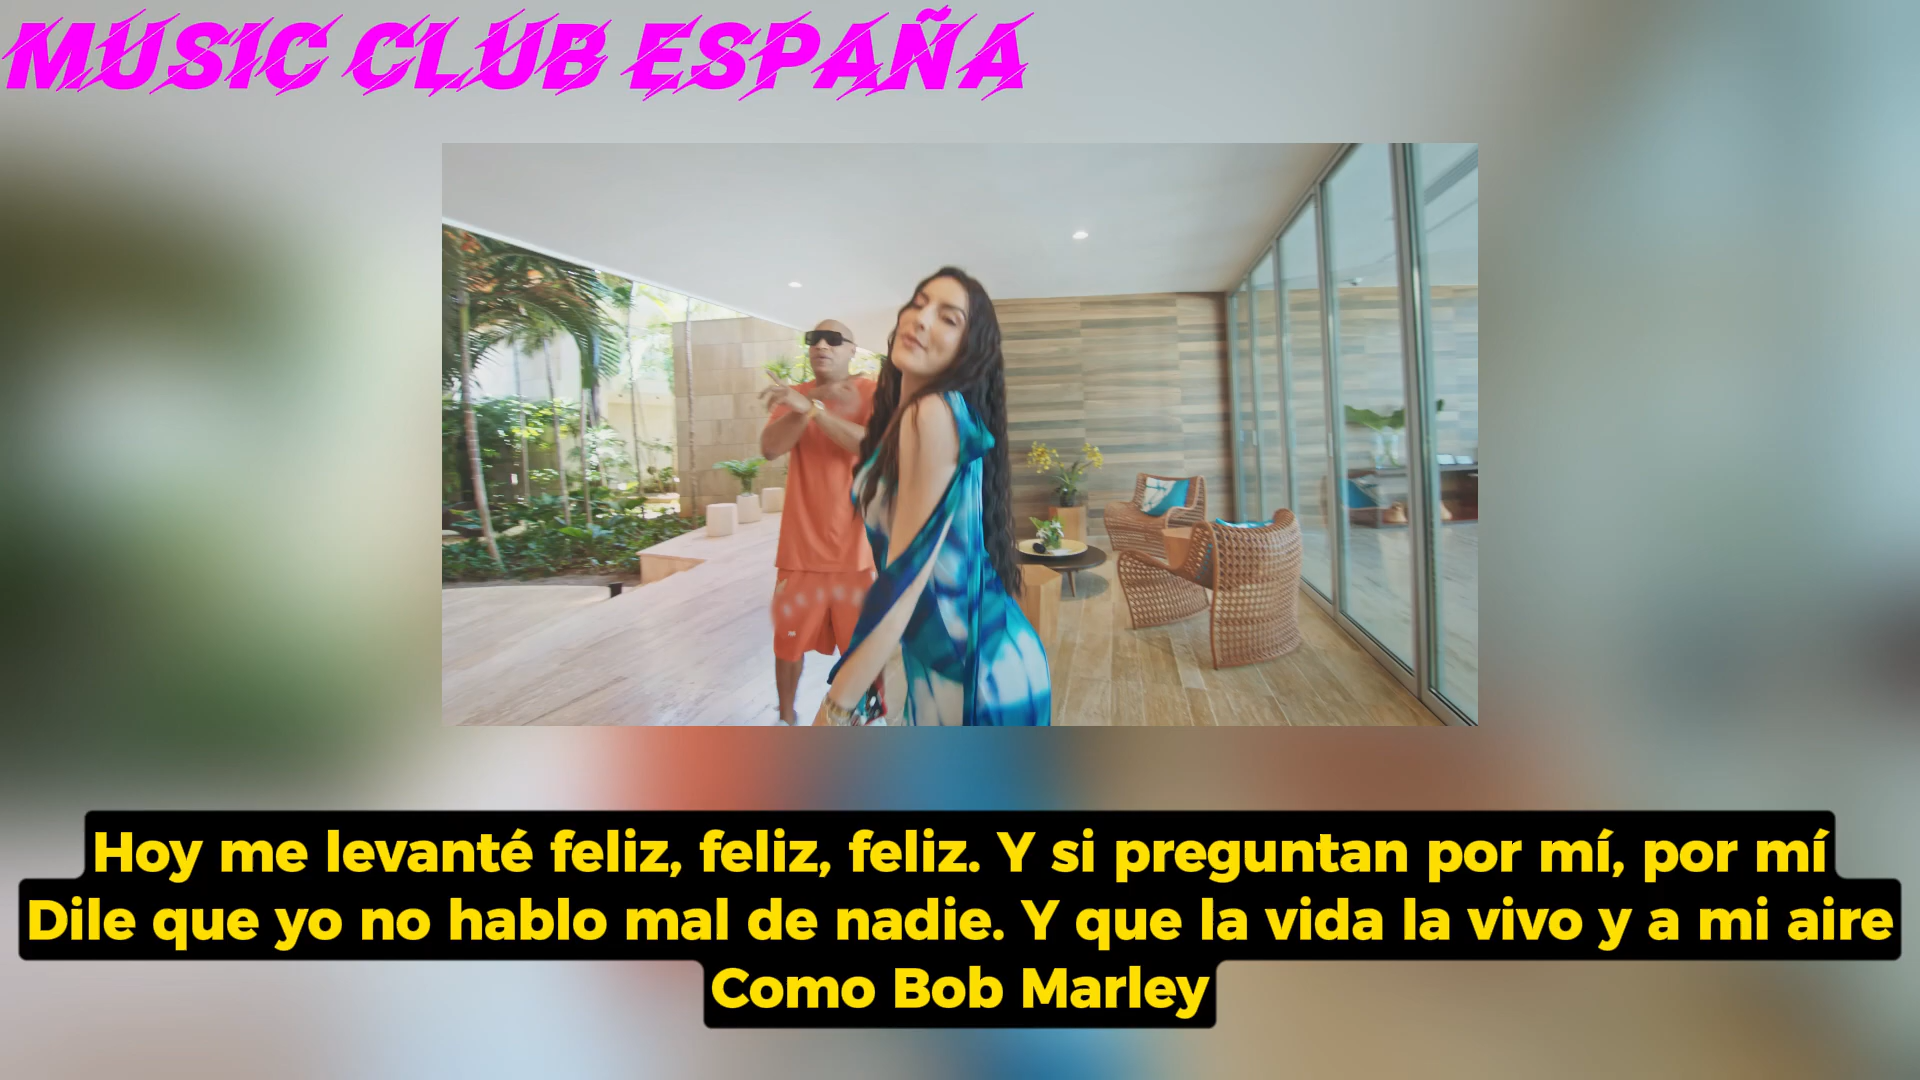 MUSIC CLUB ESPAÑA
Hoy me levanté feliz, feliz, feliz. Y si preguntan por mí, por mí
Dile que yo no hablo mal de nadie. Y que la vida la vivo y a mi aire
Como Bob Marley